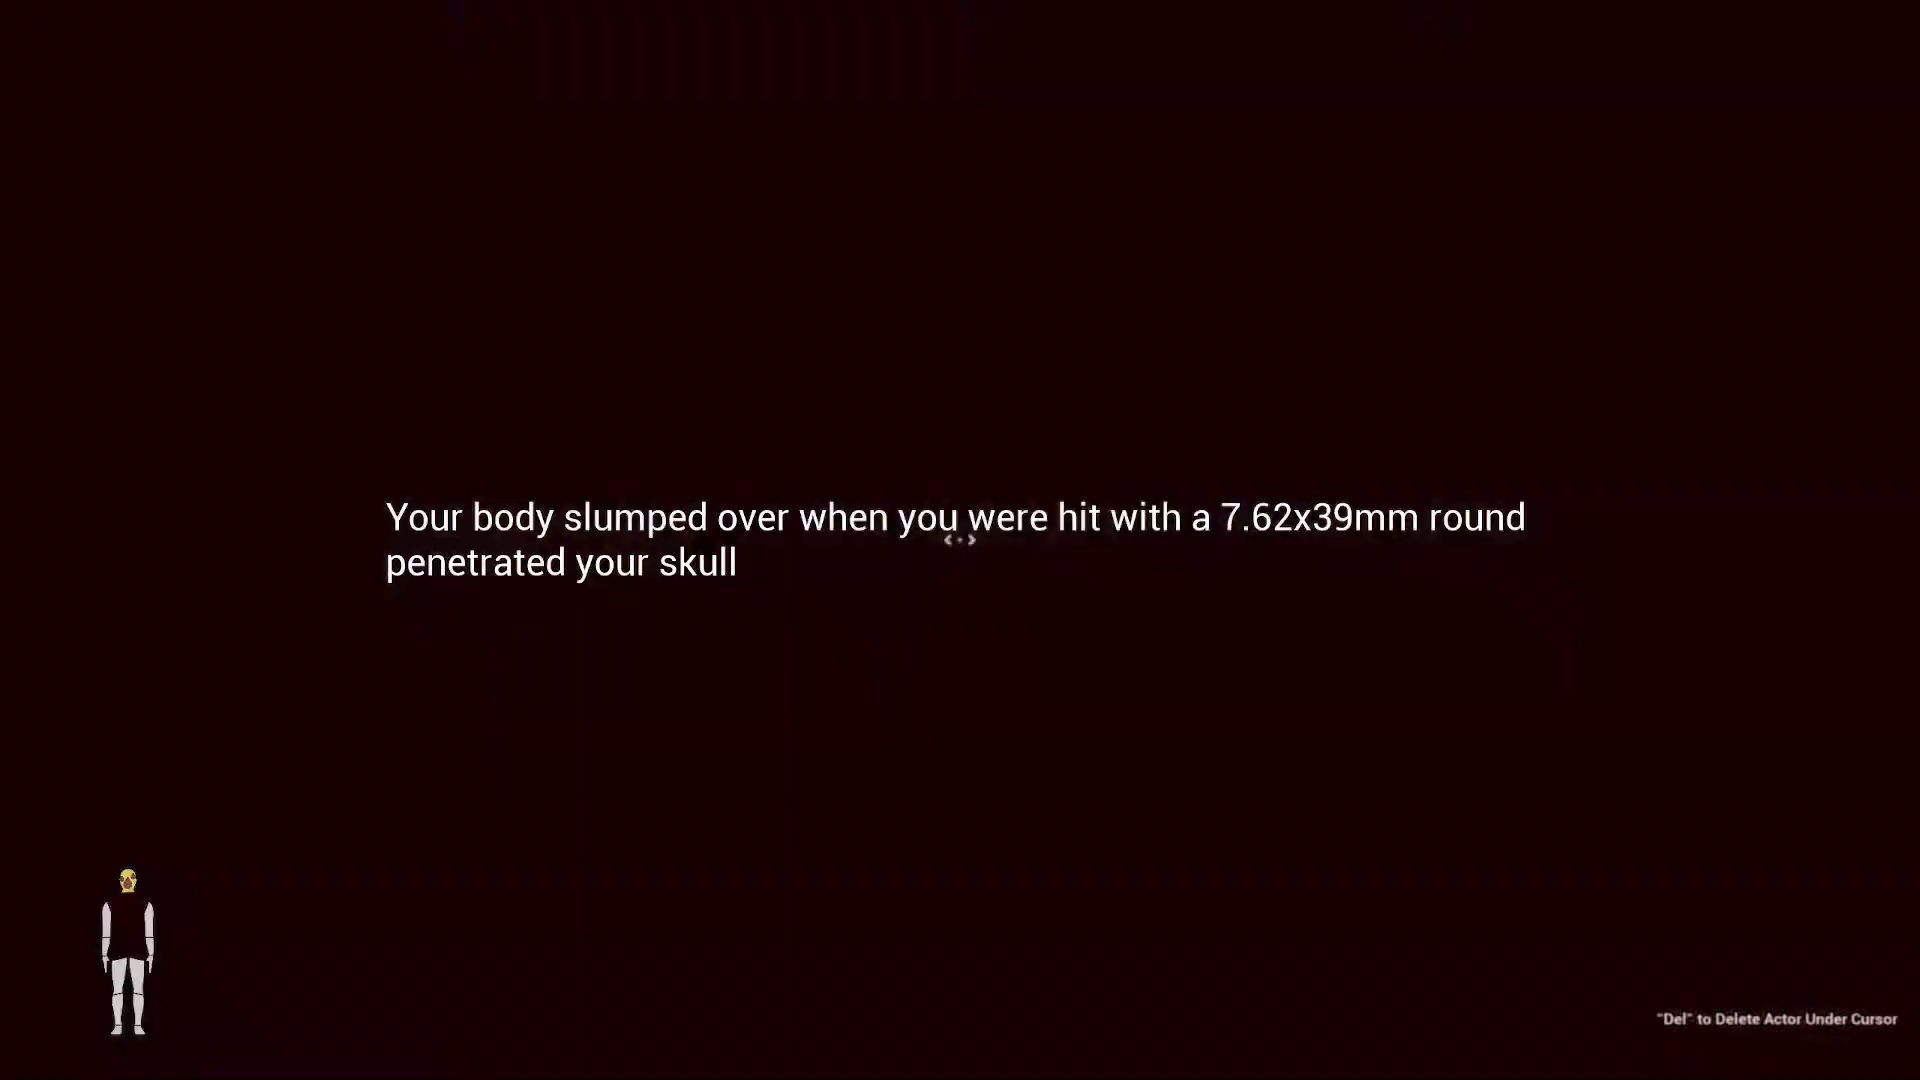 Your body slumped over when you were hit with a 7.62x39mm round
penetrated your skull
"Del" to Delete Actor Under Cursor